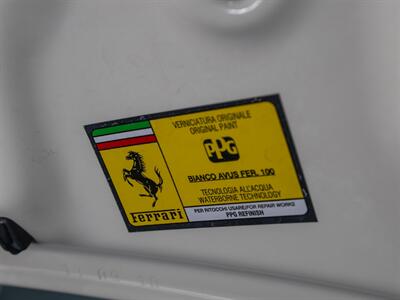 VERNICIATURA ORIGINALE
ORIGINAL PAINT
PPG
BIANCO AVUS FER. 100
TECNOLOGIA ALL'ACQUA
WATERBORNE TECHNOLOGY
Ferrari
PER RITOCCHI USARE/FOR REPAIR WORKS
PPG REFINISH